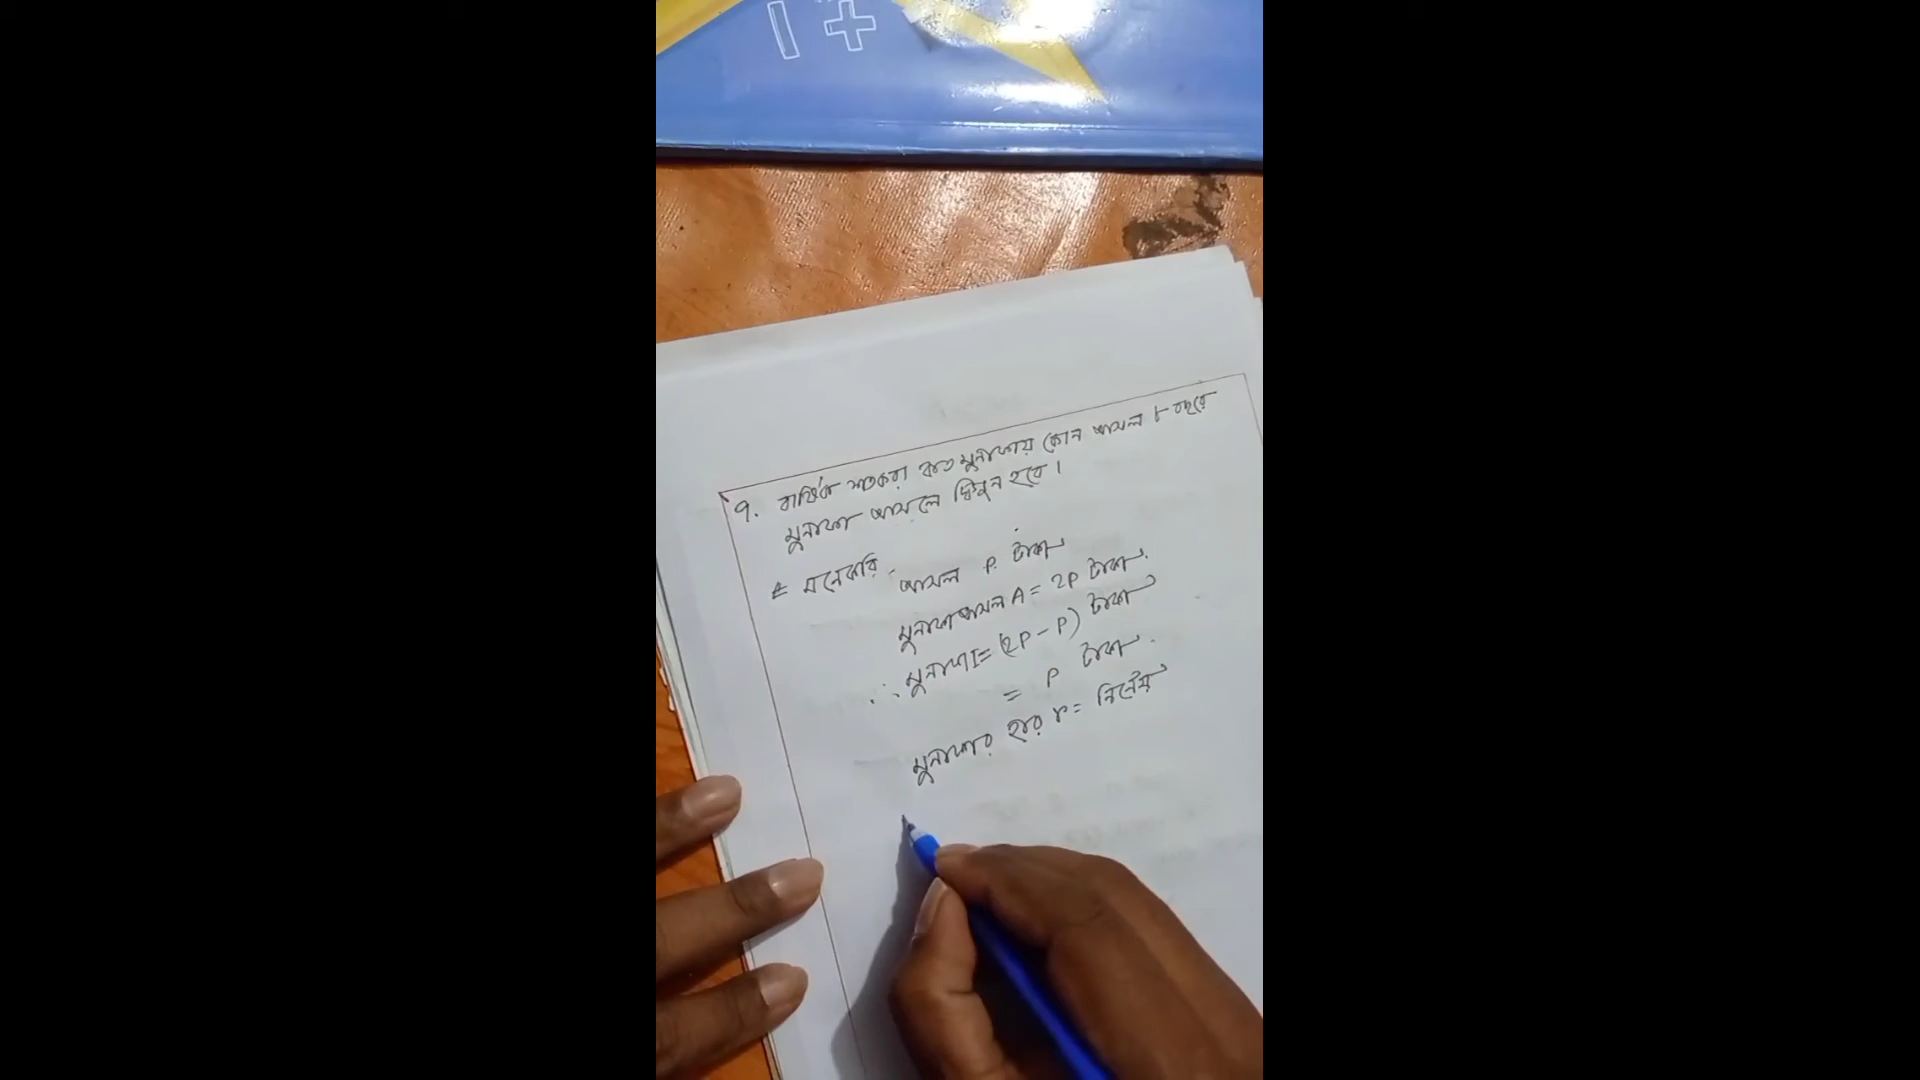 ৭. বার্ষিক শতকরা কত মুনাফায় কোন আসল ৮ বছরে
মুনাফা আসলে দ্বিগুন হবে।
মনেকরি,
আসল P টাকা
মুনাফাআসল A = 2P টাকা.
∴ মুনাফা I = (2P - P) টাকা
= P টাকা.
মুনাফার হার r = নির্নেয়